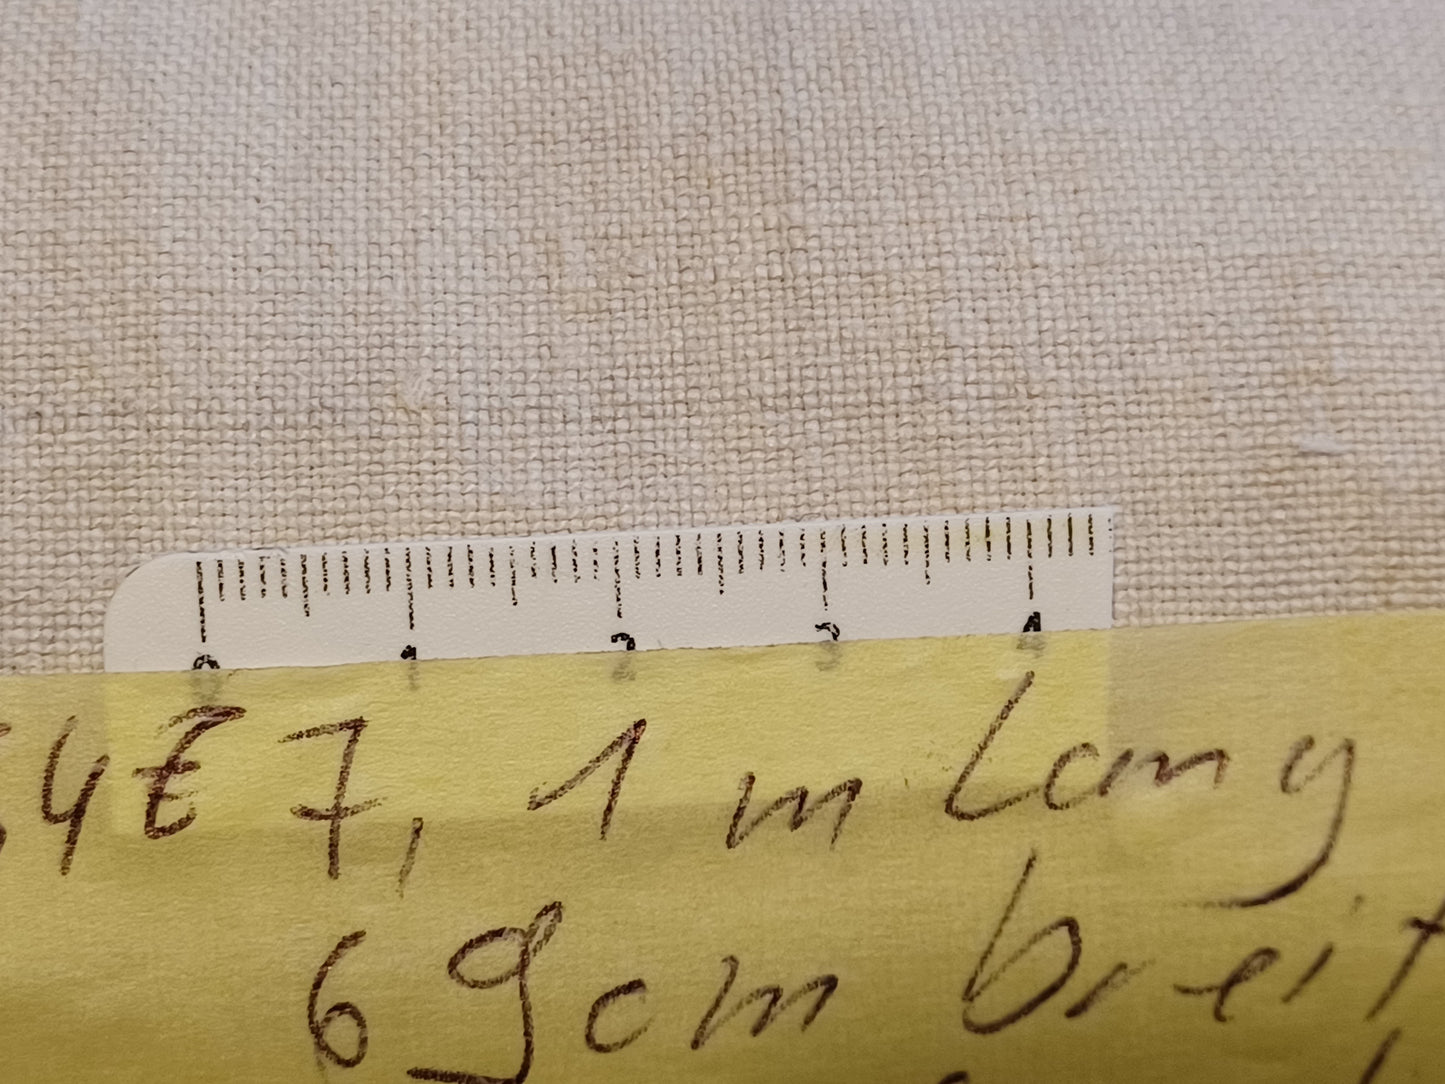 0 1 2 3 4
4€ 7,1 m Lang
69cm breit